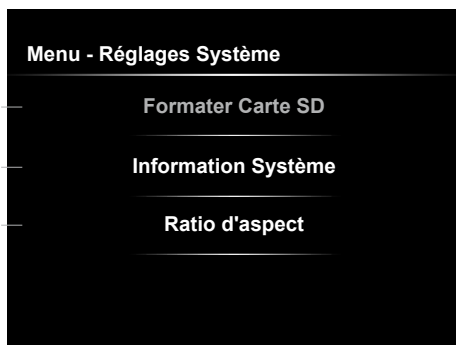 Menu - Réglages Système
Formater Carte SD
Information Système
Ratio d'aspect